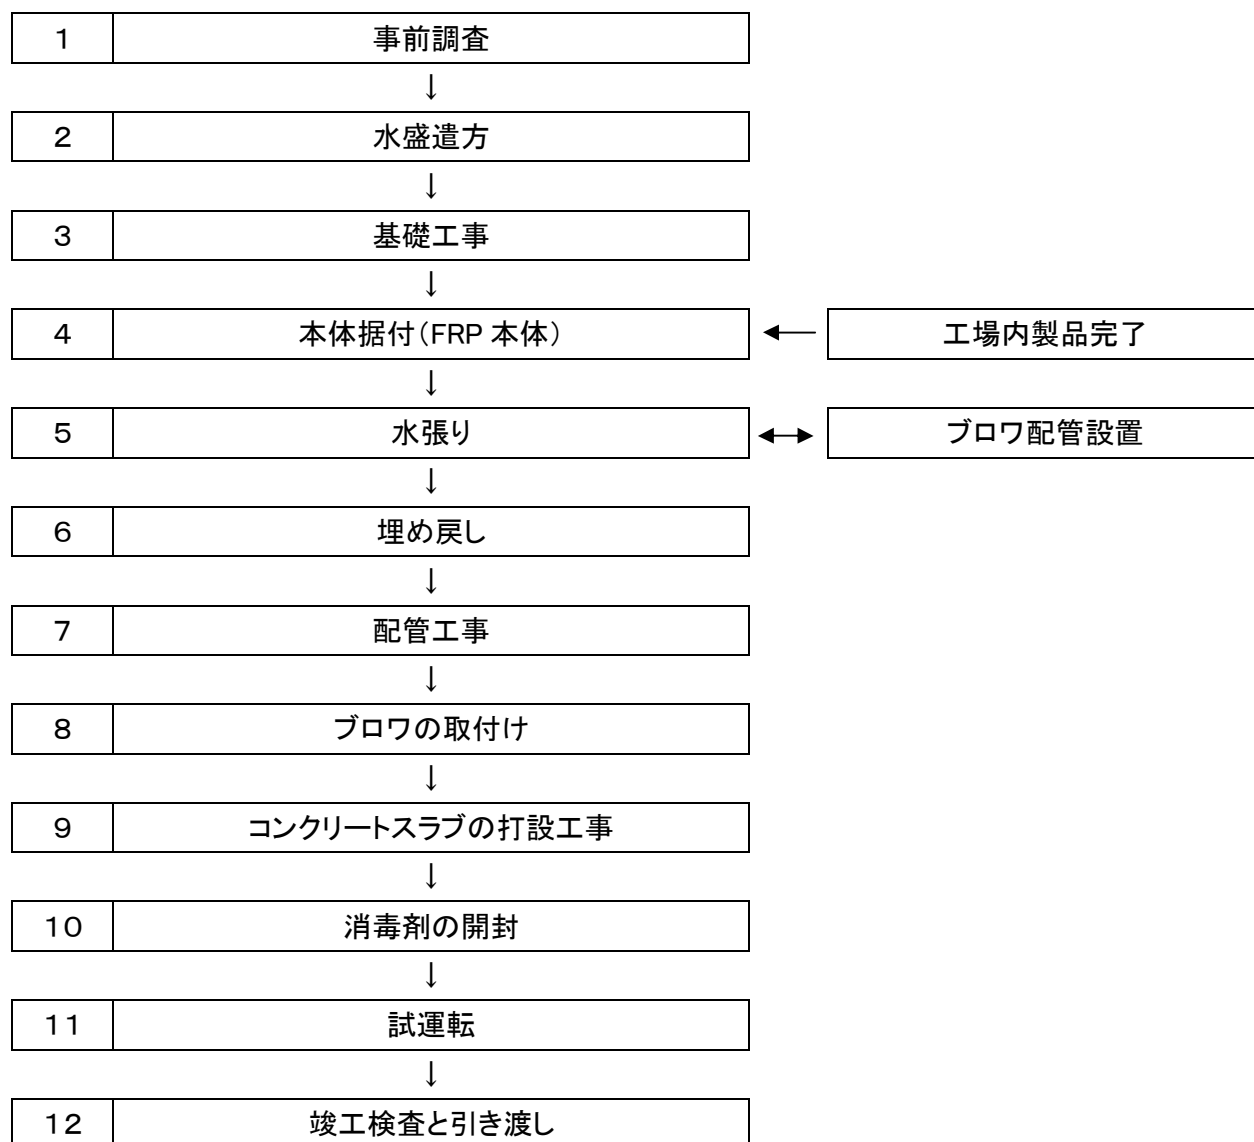 １ 事前調査
↓
２ 水盛遣方
↓
３ 基礎工事
↓
４ 本体据付（FRP 本体） ← 工場内製品完了
↓
５ 水張り ↔ ブロワ配管設置
↓
６ 埋め戻し
↓
７ 配管工事
↓
８ ブロワの取付け
↓
９ コンクリートスラブの打設工事
↓
１０ 消毒剤の開封
↓
１１ 試運転
↓
１２ 竣工検査と引き渡し